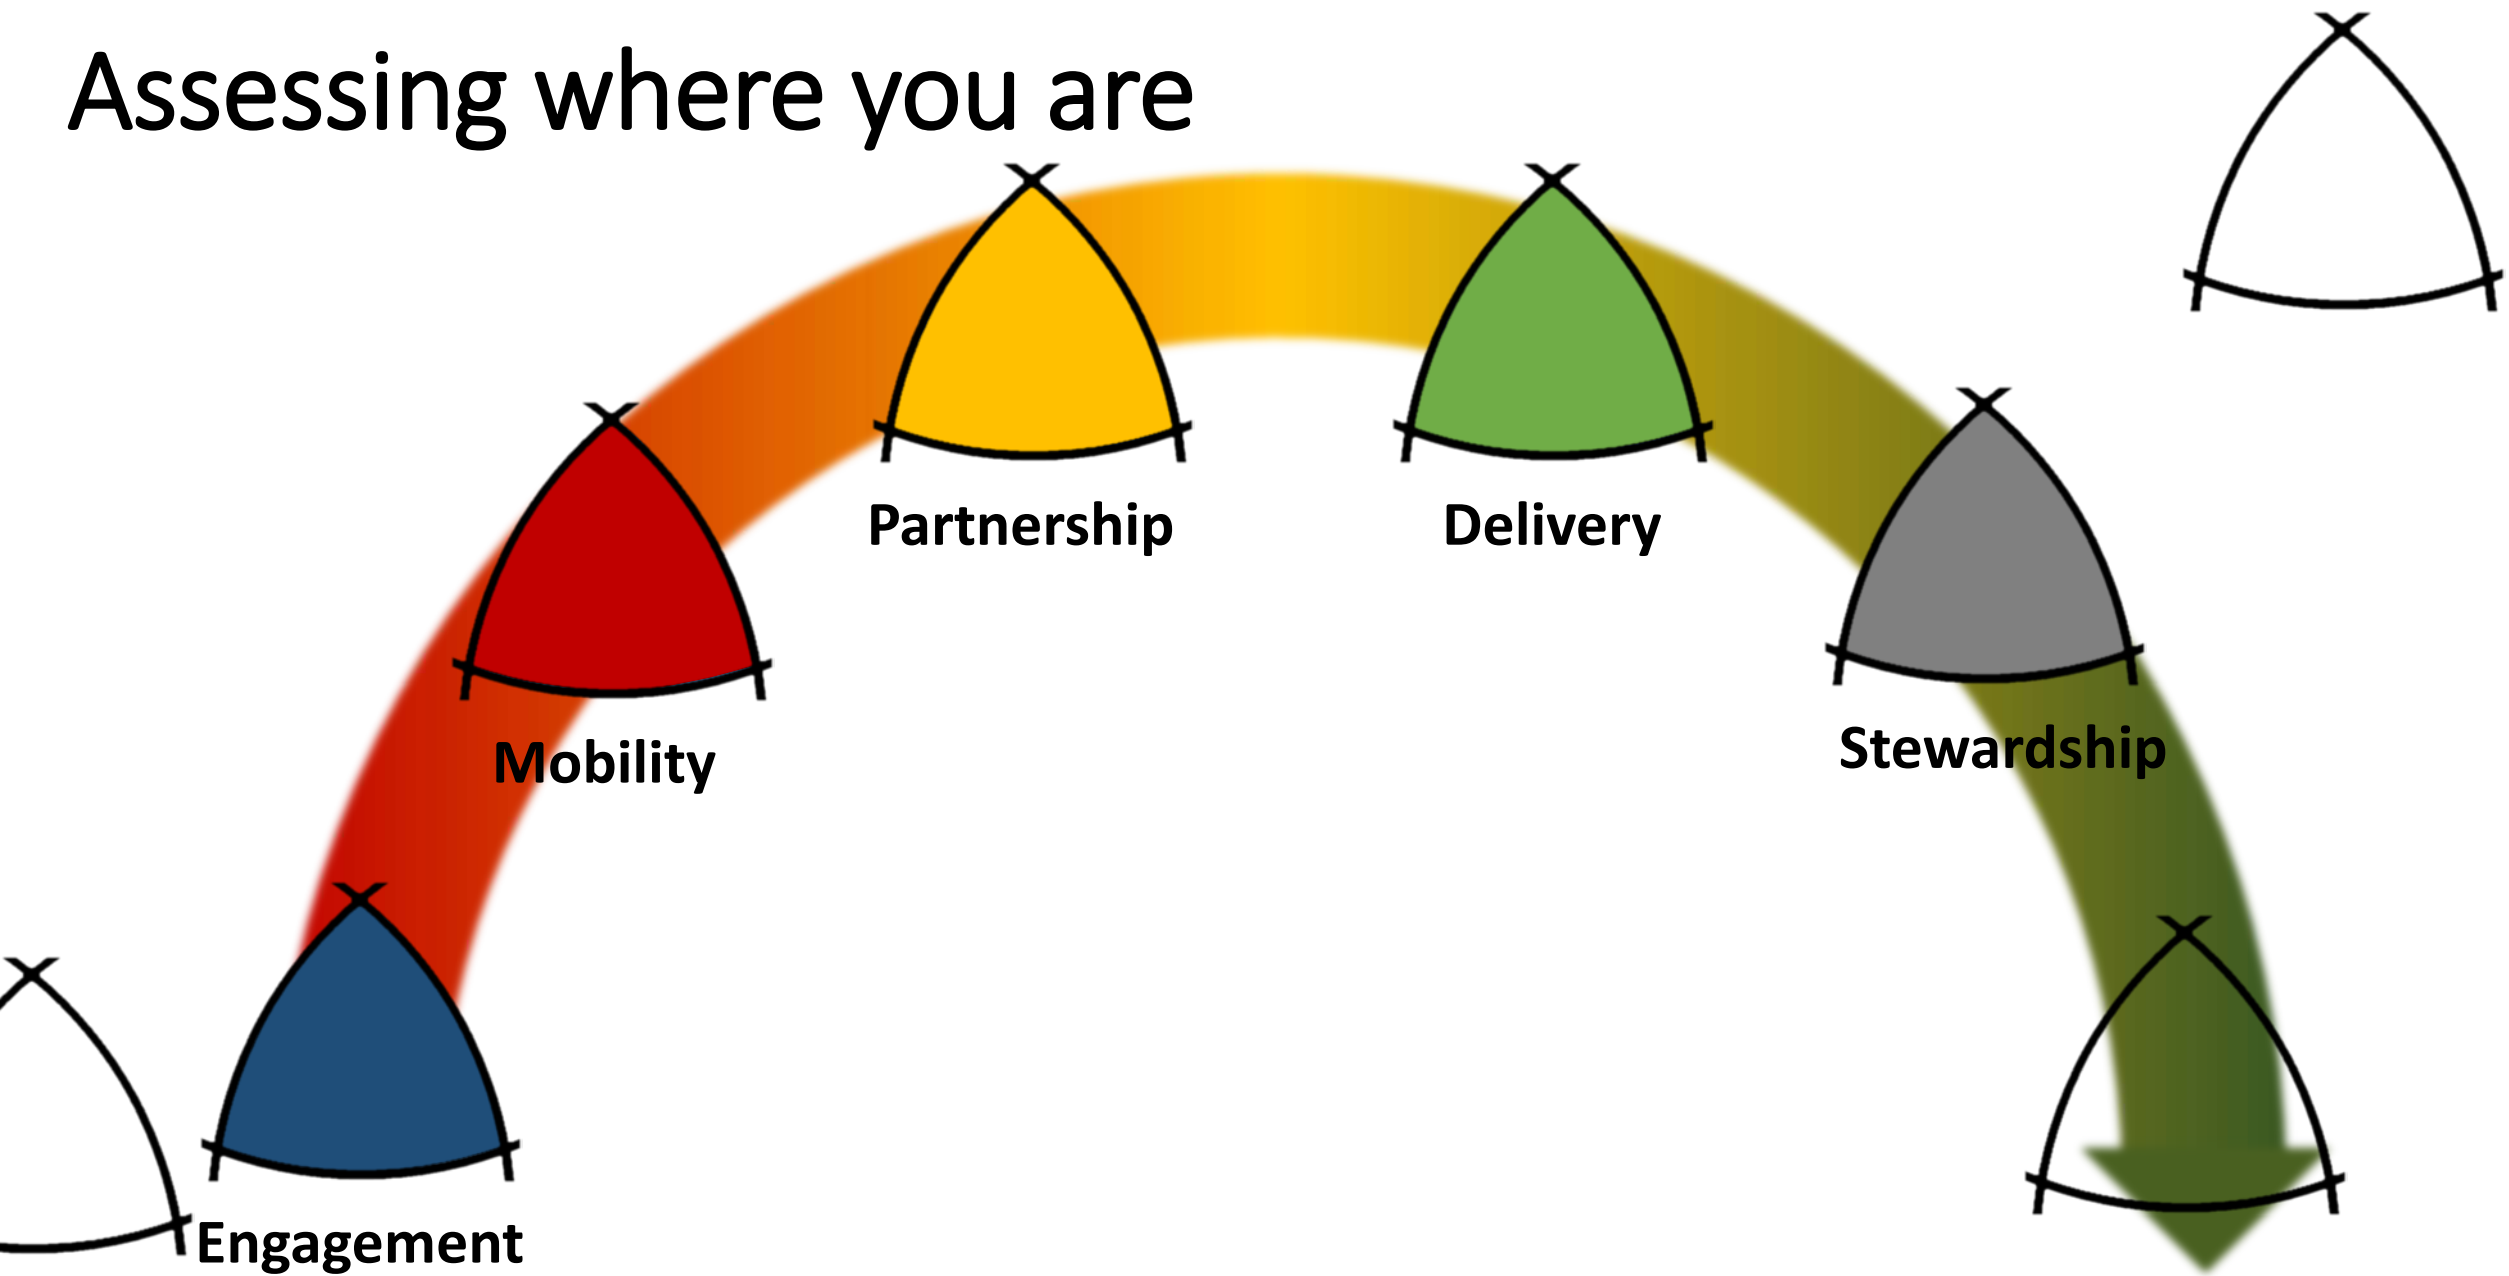 Assessing where you are
Partnership
Delivery
Mobility
Stewardship
Engagement